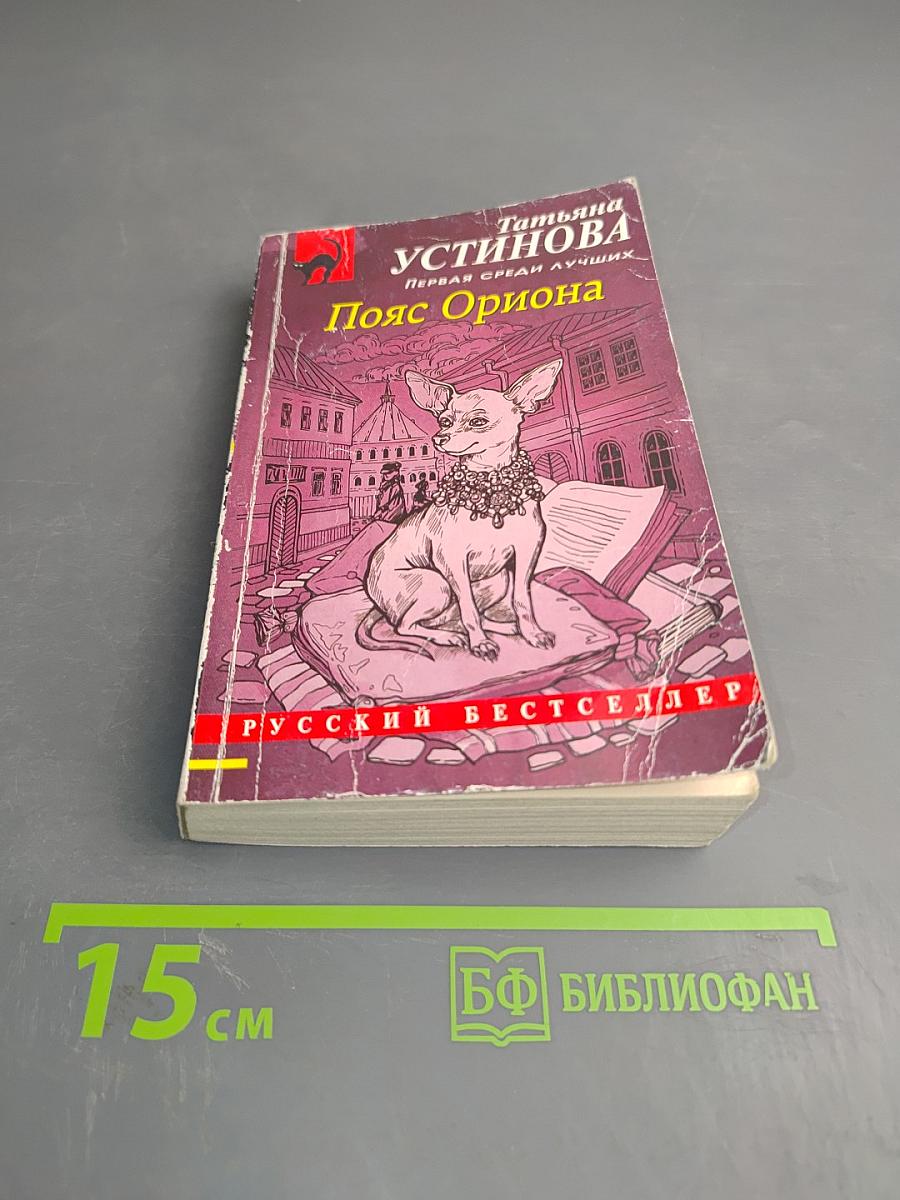 Татьяна
УСТИНОВА
ПЕРВАЯ СРЕДИ ЛУЧШИХ
Пояс Ориона
РУССКИЙ БЕСТСЕЛЛЕР
15 см
БФ БИБЛИОФАН